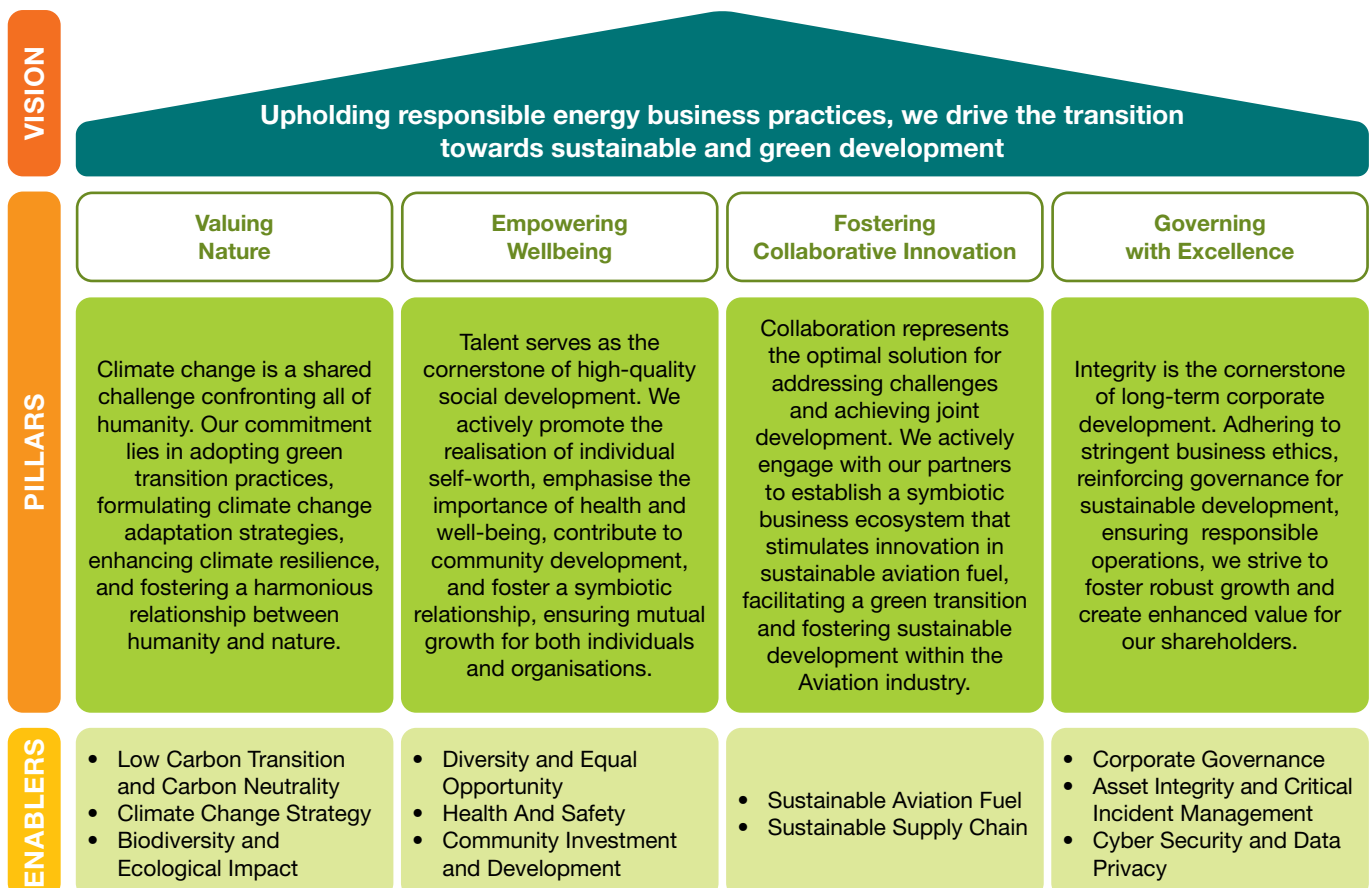 VISION
Upholding responsible energy business practices, we drive the transition
towards sustainable and green development
PILLARS
Valuing
Nature
Empowering
Wellbeing
Fostering
Collaborative Innovation
Governing
with Excellence
Climate change is a shared
challenge confronting all of
humanity. Our commitment
lies in adopting green
transition practices,
formulating climate change
adaptation strategies,
enhancing climate resilience,
and fostering a harmonious
relationship between
humanity and nature.
Talent serves as the
cornerstone of high-quality
social development. We
actively promote the
realisation of individual
self-worth, emphasise the
importance of health and
well-being, contribute to
community development,
and foster a symbiotic
relationship, ensuring mutual
growth for both individuals
and organisations.
Collaboration represents
the optimal solution for
addressing challenges
and achieving joint
development. We actively
engage with our partners
to establish a symbiotic
business ecosystem that
stimulates innovation in
sustainable aviation fuel,
facilitating a green transition
and fostering sustainable
development within the
Aviation industry.
Integrity is the cornerstone
of long-term corporate
development. Adhering to
stringent business ethics,
reinforcing governance for
sustainable development,
ensuring responsible
operations, we strive to
foster robust growth and
create enhanced value for
our shareholders.
ENABLERS
• Low Carbon Transition
and Carbon Neutrality
• Climate Change Strategy
• Biodiversity and
Ecological Impact
• Diversity and Equal
Opportunity
• Health And Safety
• Community Investment
and Development
• Sustainable Aviation Fuel
• Sustainable Supply Chain
• Corporate Governance
• Asset Integrity and Critical
Incident Management
• Cyber Security and Data
Privacy